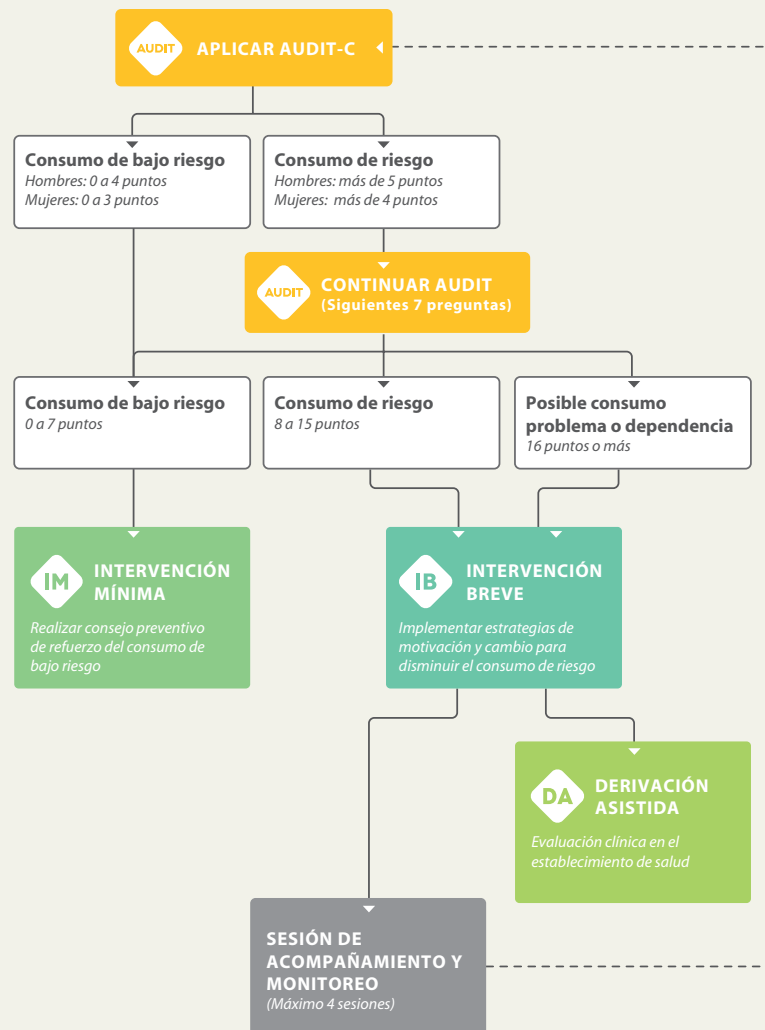 AUDIT
APLICAR AUDIT-C
Consumo de bajo riesgo
Hombres: 0 a 4 puntos
Mujeres: 0 a 3 puntos
Consumo de riesgo
Hombres: más de 5 puntos
Mujeres: más de 4 puntos
AUDIT
CONTINUAR AUDIT
(Siguientes 7 preguntas)
Consumo de bajo riesgo
0 a 7 puntos
Consumo de riesgo
8 a 15 puntos
Posible consumo
problema o dependencia
16 puntos o más
IM
INTERVENCIÓN
MÍNIMA
Realizar consejo preventivo
de refuerzo del consumo de
bajo riesgo
IB
INTERVENCIÓN
BREVE
Implementar estrategias de
motivación y cambio para
disminuir el consumo de riesgo
DA
DERIVACIÓN
ASISTIDA
Evaluación clínica en el
establecimiento de salud
SESIÓN DE
ACOMPAÑAMIENTO Y
MONITOREO
(Máximo 4 sesiones)